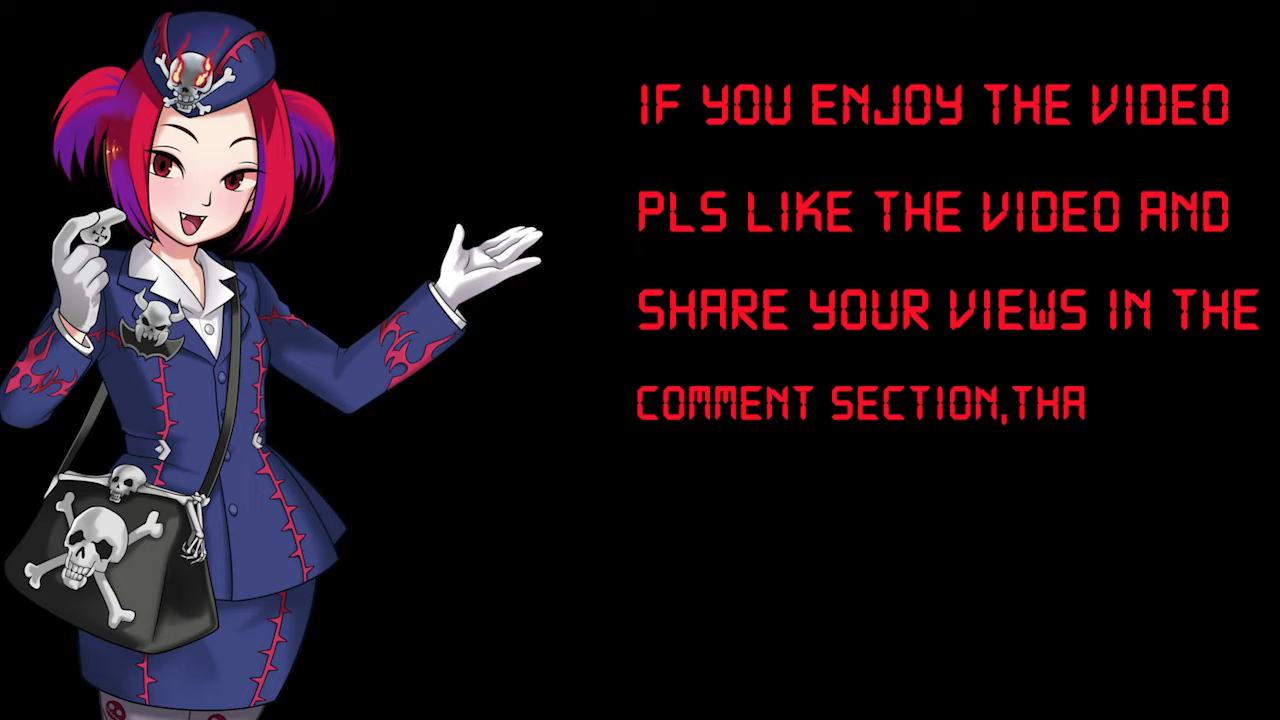 IF YOU ENJOY THE VIDEO
PLS LIKE THE VIDEO AND
SHARE YOUR VIEWS IN THE
COMMENT SECTION,THA